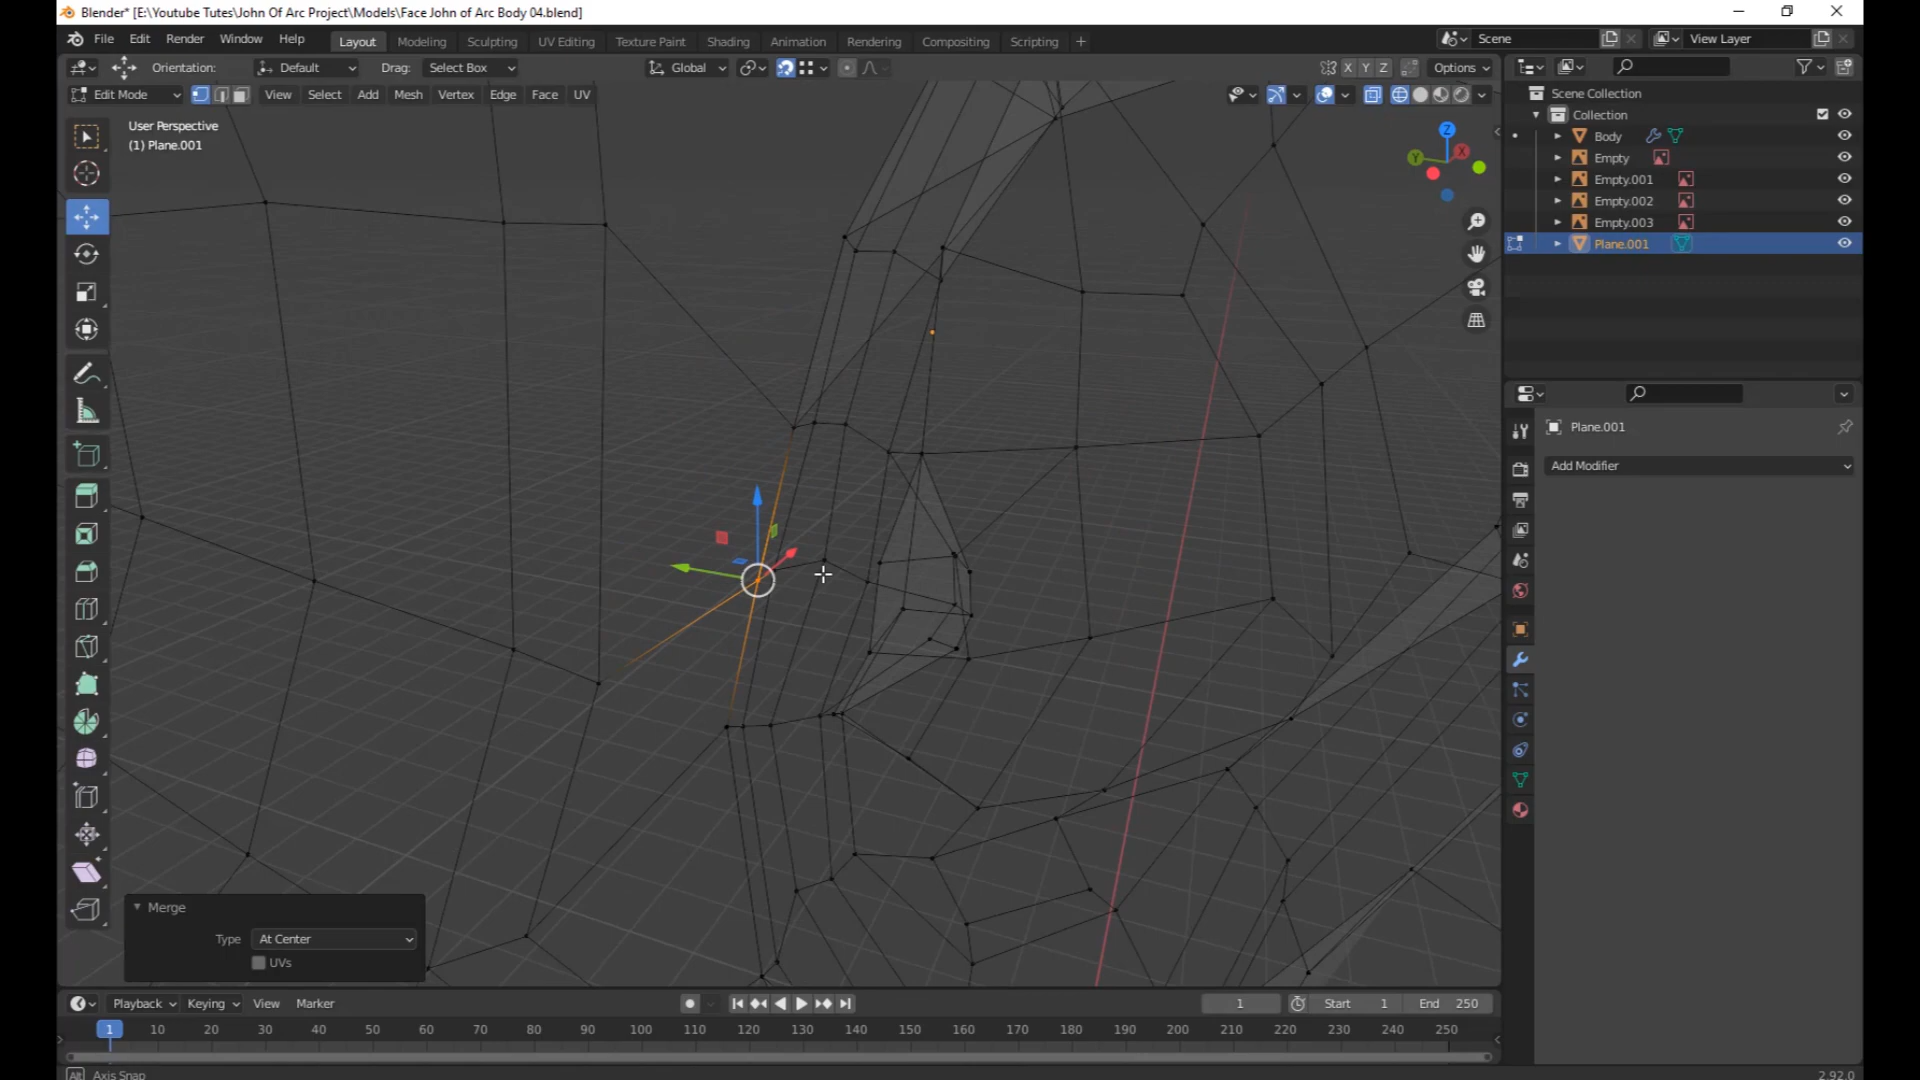 Blender* [E:\Youtube Tutes\John Of Arc Project\Models\Face John of Arc Body 04.blend]
File Edit Render Window Help Layout Modeling Sculpting UV Editing Texture Paint Shading Animation Rendering Compositing Scripting + Scene View Layer
Orientation: Default Drag: Select Box Global X Y Z Options
Edit Mode View Select Add Mesh Vertex Edge Face UV
User Perspective
(1) Plane.001
Z
Y
X
Scene Collection
Collection
Body
Empty
Empty.001
Empty.002
Empty.003
Plane.001
Plane.001
Add Modifier
Merge
Type At Center
UVs
Playback Keying View Marker 1 Start 1 End 250
1 10 20 30 40 50 60 70 80 90 100 110 120 130 140 150 160 170 180 190 200 210 220 230 240 250
Alt Axis Snap 2.92.0